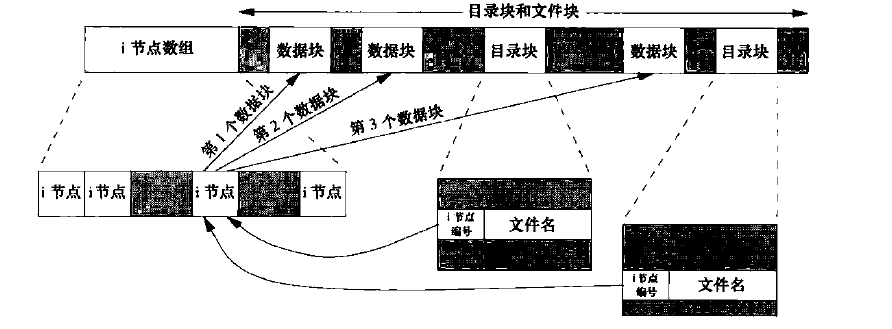 目录块和文件块
i 节点数组
数据块
数据块
目录块
数据块
目录块
第1个数据块
第2个数据块
第3个数据块
i 节点
i 节点
i 节点
i 节点
i 节点
编号
文件名
i 节点
编号
文件名